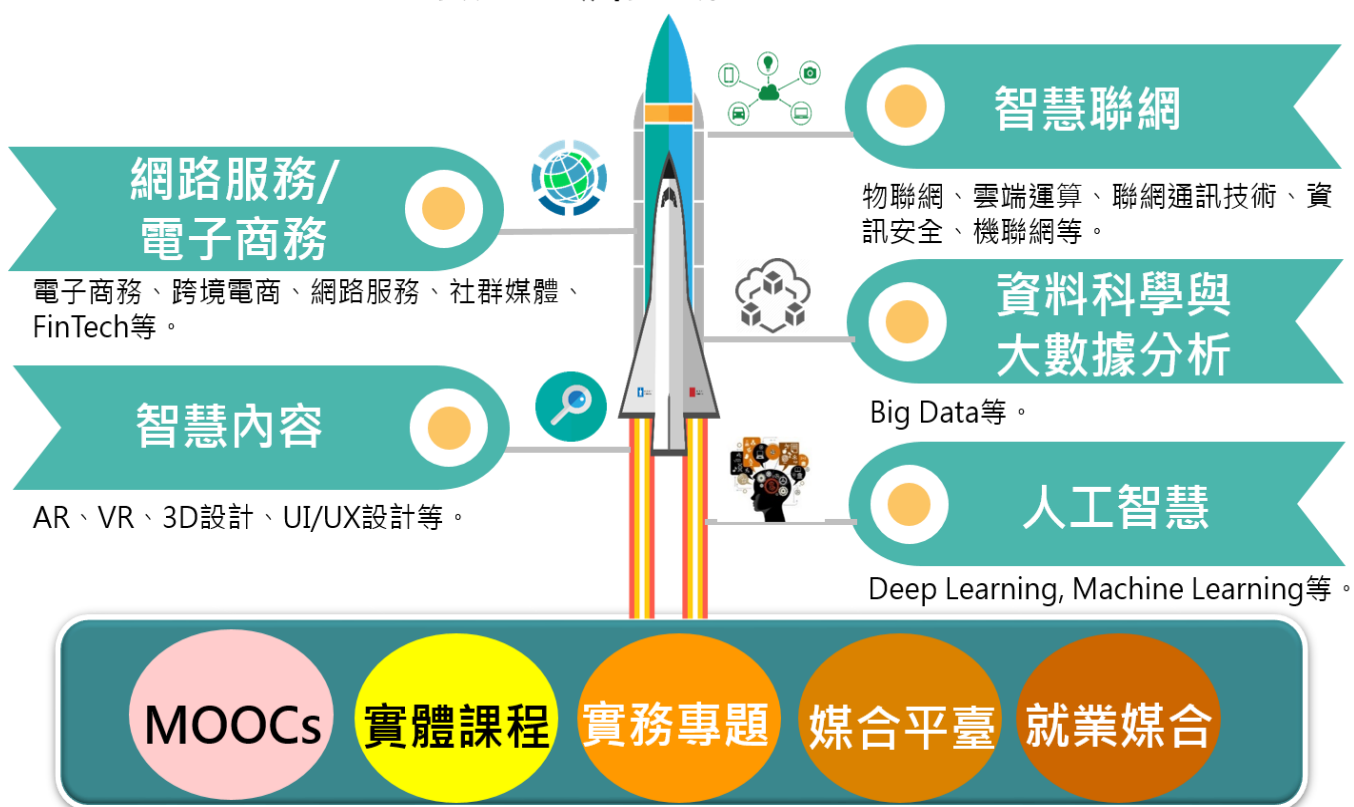 網路服務/
電子商務
電子商務、跨境電商、網路服務、社群媒體、
FinTech等。
智慧內容
AR、VR、3D設計、UI/UX設計等。
智慧聯網
物聯網、雲端運算、聯網通訊技術、資
訊安全、機聯網等。
資料科學與
大數據分析
Big Data等。
人工智慧
Deep Learning, Machine Learning等。
MOOCs
實體課程
實務專題
媒合平臺
就業媒合